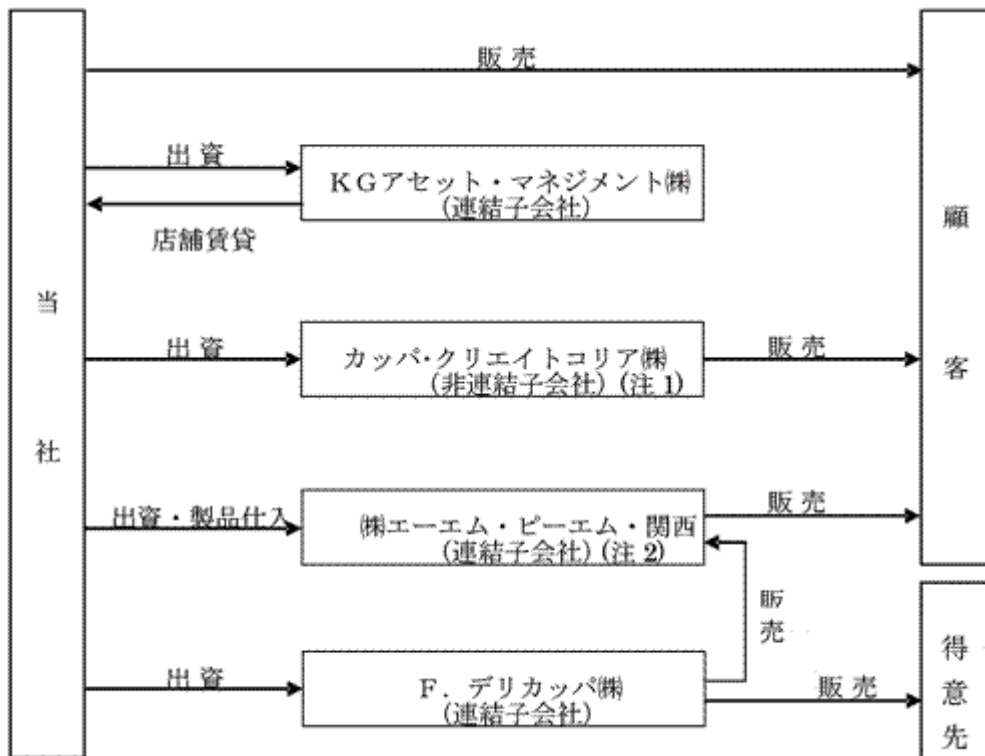 販売
出資
KGアセット・マネジメント㈱
(連結子会社)
店舗賃貸
当社
顧客
出資
カッパ・クリエイトコリア㈱
(非連結子会社)(注1)
販売
出資・製品仕入
㈱エーエム・ピーエム・関西
(連結子会社)(注2)
販売
販売
出資
F.デリカッパ㈱
(連結子会社)
販売
得意先